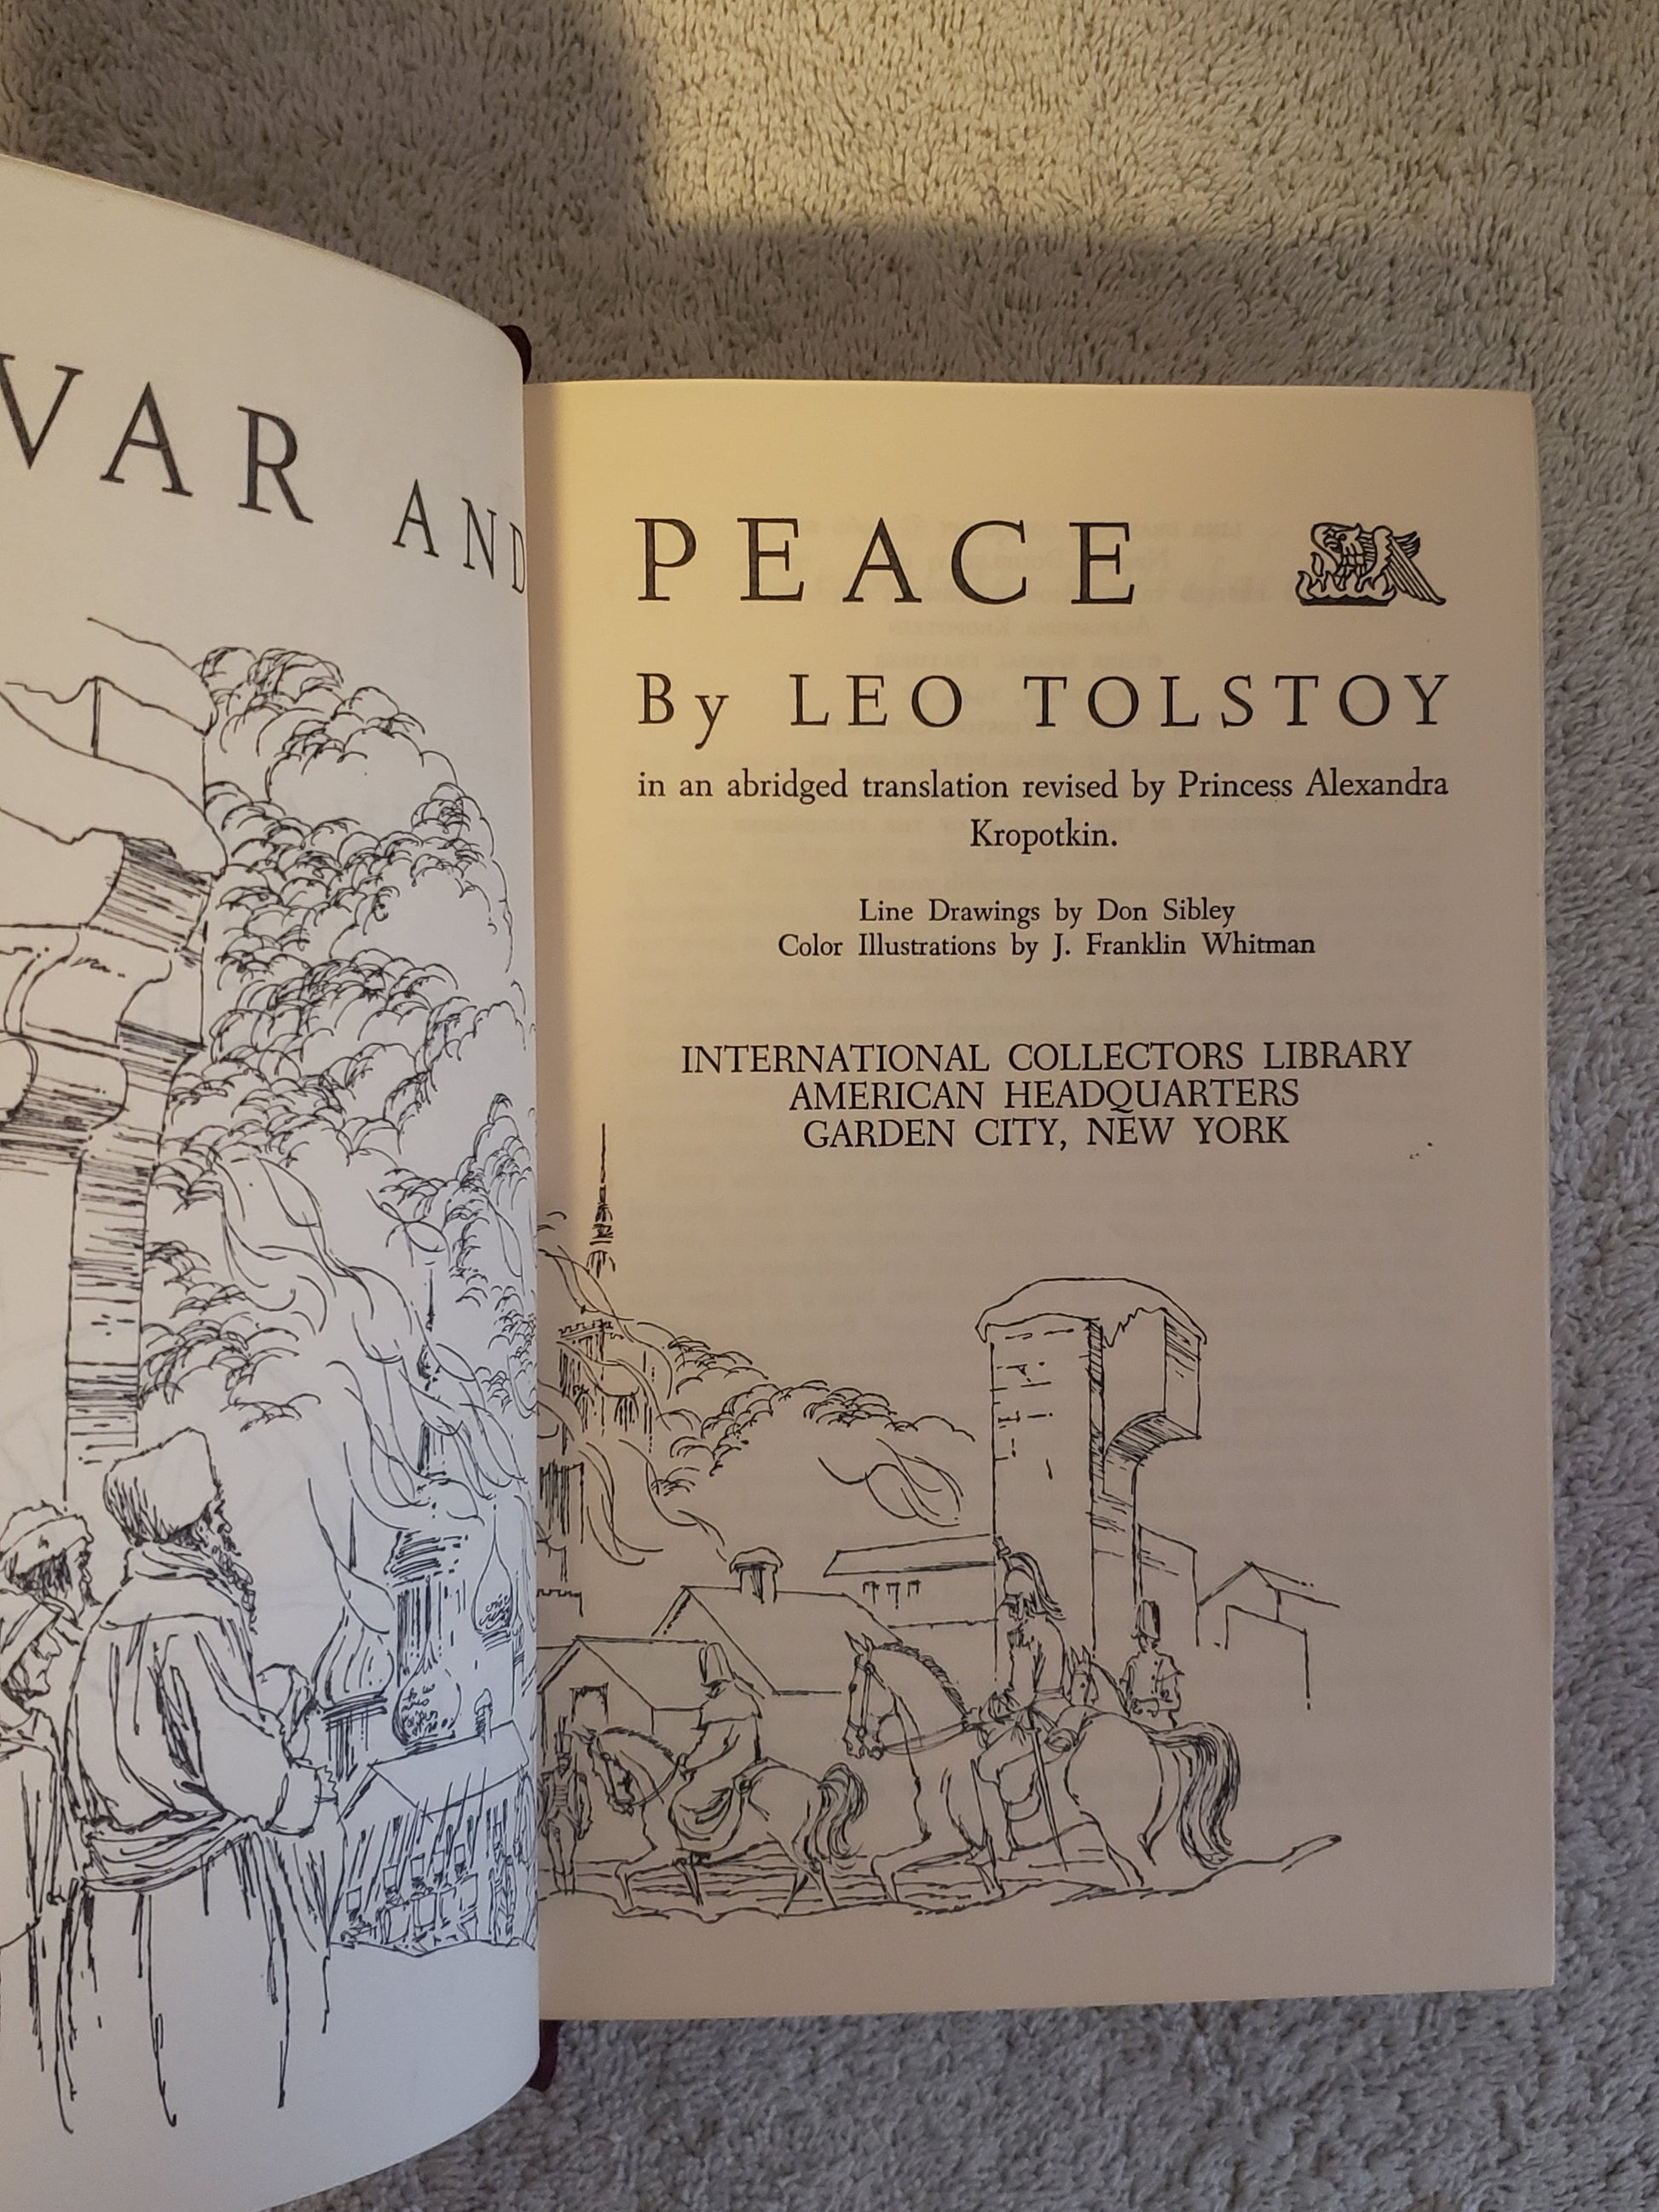 WAR AND
PEACE
By LEO TOLSTOY
in an abridged translation revised by Princess Alexandra
Kropotkin.
Line Drawings by Don Sibley
Color Illustrations by J. Franklin Whitman
INTERNATIONAL COLLECTORS LIBRARY
AMERICAN HEADQUARTERS
GARDEN CITY, NEW YORK